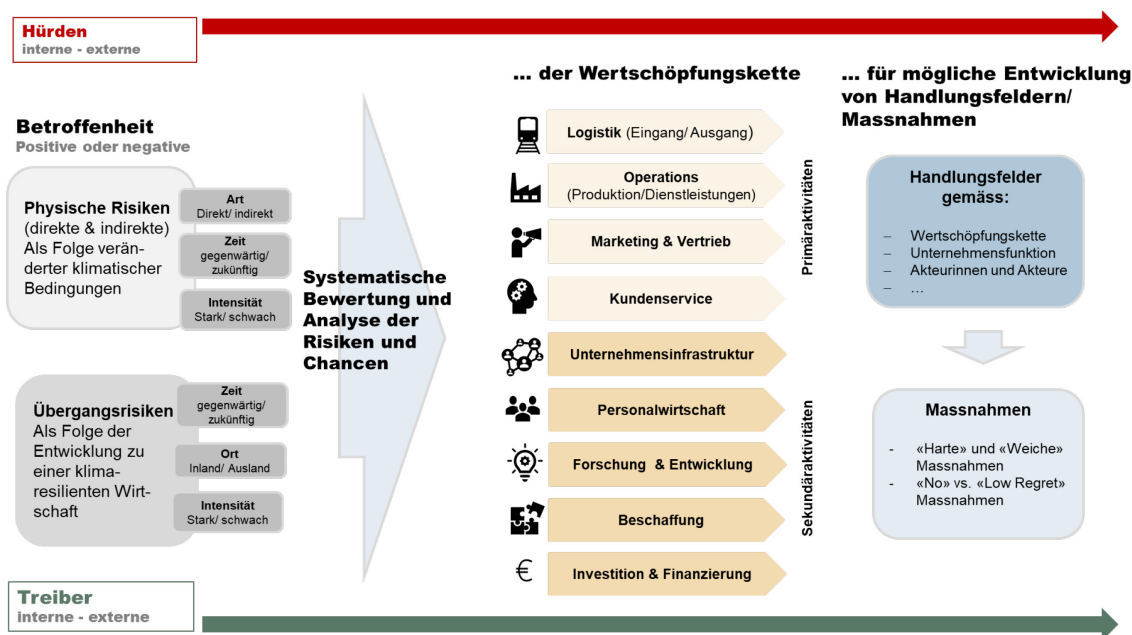 Hürden
interne - externe
Betroffenheit
Positive oder negative
Physische Risiken
(direkte & indirekte)
Als Folge verän-
derter klimatischer
Bedingungen
Art
Direkt/ indirekt
Zeit
gegenwärtig/
zukünftig
Intensität
Stark/ schwach
Übergangsrisiken
Als Folge der
Entwicklung zu
einer klima-
resilienten Wirt-
schaft
Zeit
gegenwärtig/
zukünftig
Ort
Inland/ Ausland
Intensität
Stark/ schwach
Systematische
Bewertung und
Analyse der
Risiken und
Chancen
... der Wertschöpfungskette
Logistik (Eingang/ Ausgang)
Operations
(Produktion/Dienstleistungen)
Marketing & Vertrieb
Kundenservice
Unternehmensinfrastruktur
Personalwirtschaft
Forschung & Entwicklung
Beschaffung
€ Investition & Finanzierung
Primäraktivitäten
Sekundäraktivitäten
... für mögliche Entwicklung
von Handlungsfeldern/
Massnahmen
Handlungsfelder
gemäss:
– Wertschöpfungskette
– Unternehmensfunktion
– Akteurinnen und Akteure
– …
Massnahmen
- «Harte» und «Weiche»
Massnahmen
- «No» vs. «Low Regret»
Massnahmen
Treiber
interne - externe